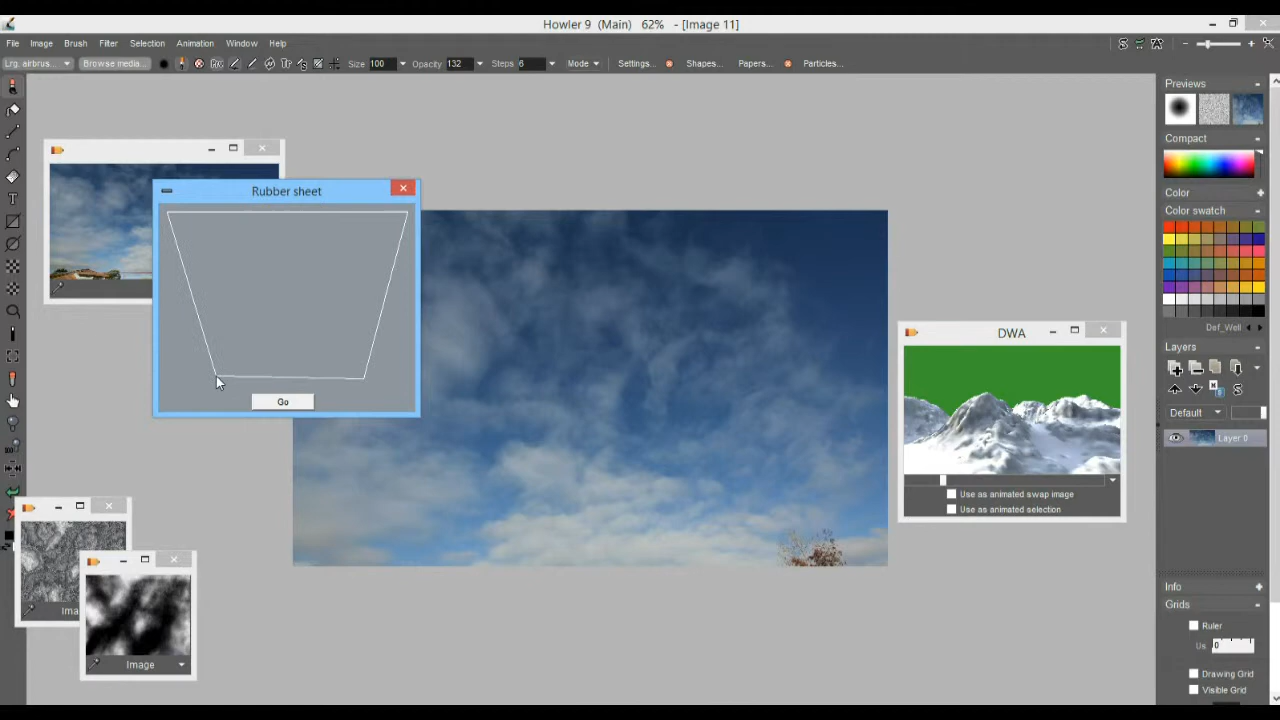 Howler 9 (Main) 62% - [Image 11]
File Image Brush Filter Selection Animation Window Help
Lrg. airbrus... Browse media... Size 100 Opacity 132 Steps 6 Mode Settings... Shapes... Papers... Particles...
Previews
Compact
Color
Color swatch
Def_Well
Layers
Default
Layer 0
Info
Grids
Ruler
Us 0
Drawing Grid
Visible Grid
Rubber sheet
Go
DWA
Use as animated swap image
Use as animated selection
Ima
Image